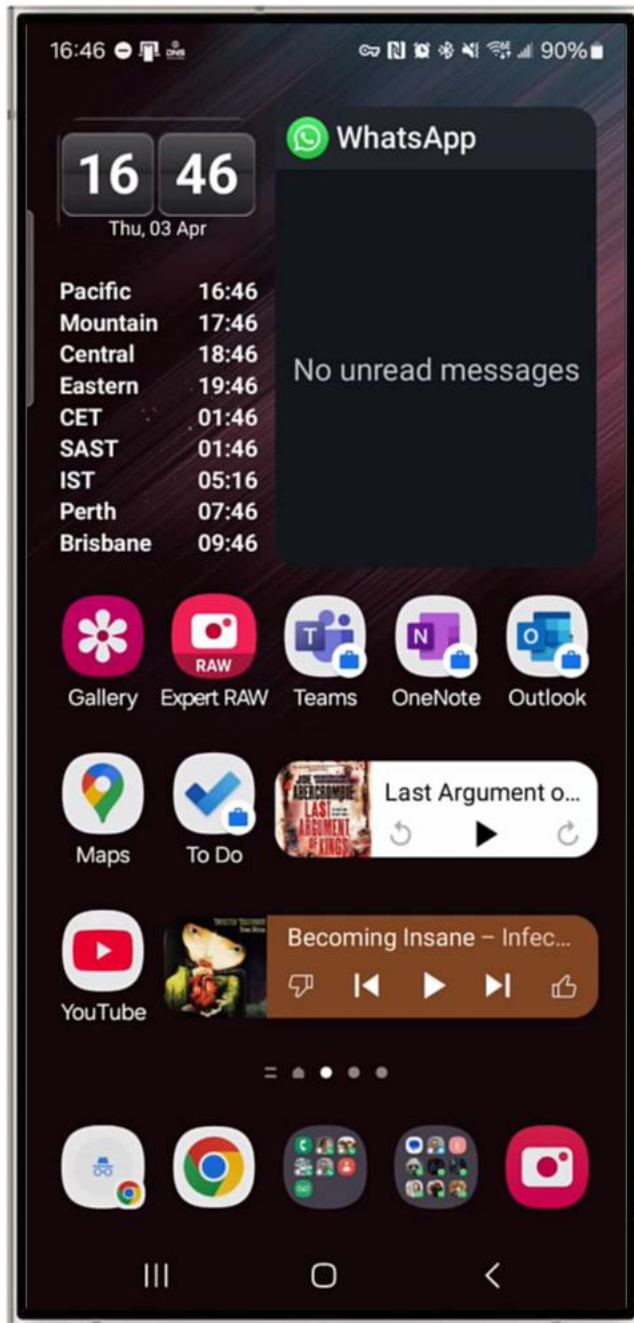 16:46 DNS 90%
16 46
Thu, 03 Apr
WhatsApp
No unread messages
Pacific 16:46
Mountain 17:46
Central 18:46
Eastern 19:46
CET 01:46
SAST 01:46
IST 05:16
Perth 07:46
Brisbane 09:46
RAW
T N O
Gallery Expert RAW Teams OneNote Outlook
JOE ABERCROMBIE
LAST
ARGUMENT
OF KINGS
Last Argument o...
Maps To Do
Becoming Insane – Infec...
YouTube